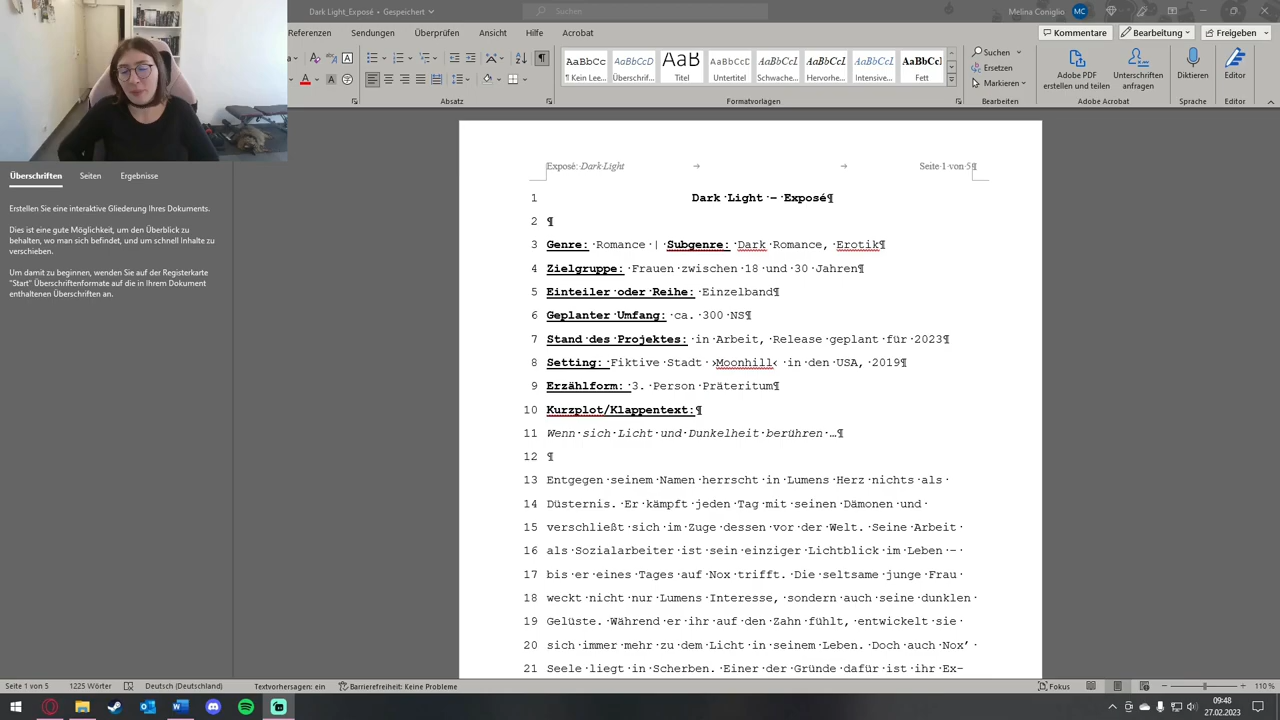 Dark Light_Exposé • Gespeichert
Suchen
Melina Coniglio MC
Referenzen Sendungen Überprüfen Ansicht Hilfe Acrobat
Kommentare Bearbeitung Freigeben
AaBbCc AaBbCcD AaB AaBbCcD AaBbCcL AaBbCcL AaBbCcL AaBbCc
¶ Kein Lee... Überschrif... Titel Untertitel Schwache... Hervorhe... Intensive... Fett
Suchen
Ersetzen
Markieren
Adobe PDF
erstellen und teilen
Unterschriften
anfragen
Diktieren
Editor
Absatz Formatvorlagen Bearbeiten Adobe Acrobat Sprache Editor
Überschriften Seiten Ergebnisse
Erstellen Sie eine interaktive Gliederung Ihres Dokuments.
Dies ist eine gute Möglichkeit, um den Überblick zu
behalten, wo man sich befindet, und um schnell Inhalte zu
verschieben.
Um damit zu beginnen, wenden Sie auf der Registerkarte
"Start" Überschriftenformate auf die in Ihrem Dokument
enthaltenen Überschriften an.
Exposé: Dark Light → → Seite 1 von 5¶
1 Dark Light – Exposé¶
2 ¶
3 Genre: Romance | Subgenre: Dark Romance, Erotik¶
4 Zielgruppe: Frauen zwischen 18 und 30 Jahren¶
5 Einteiler oder Reihe: Einzelband¶
6 Geplanter Umfang: ca. 300 NS¶
7 Stand des Projektes: in Arbeit, Release geplant für 2023¶
8 Setting: Fiktive Stadt ›Moonhill‹ in den USA, 2019¶
9 Erzählform: 3. Person Präteritum¶
10 Kurzplot/Klappentext:¶
11 Wenn sich Licht und Dunkelheit berühren …¶
12 ¶
13 Entgegen seinem Namen herrscht in Lumens Herz nichts als
14 Düsternis. Er kämpft jeden Tag mit seinen Dämonen und
15 verschließt sich im Zuge dessen vor der Welt. Seine Arbeit
16 als Sozialarbeiter ist sein einziger Lichtblick im Leben –
17 bis er eines Tages auf Nox trifft. Die seltsame junge Frau
18 weckt nicht nur Lumens Interesse, sondern auch seine dunklen
19 Gelüste. Während er ihr auf den Zahn fühlt, entwickelt sie
20 sich immer mehr zu dem Licht in seinem Leben. Doch auch Nox’
21 Seele liegt in Scherben. Einer der Gründe dafür ist ihr Ex-
Seite 1 von 5 1225 Wörter Deutsch (Deutschland) Textvorhersagen: ein Barrierefreiheit: Keine Probleme Fokus 110 %
09:48
27.02.2023